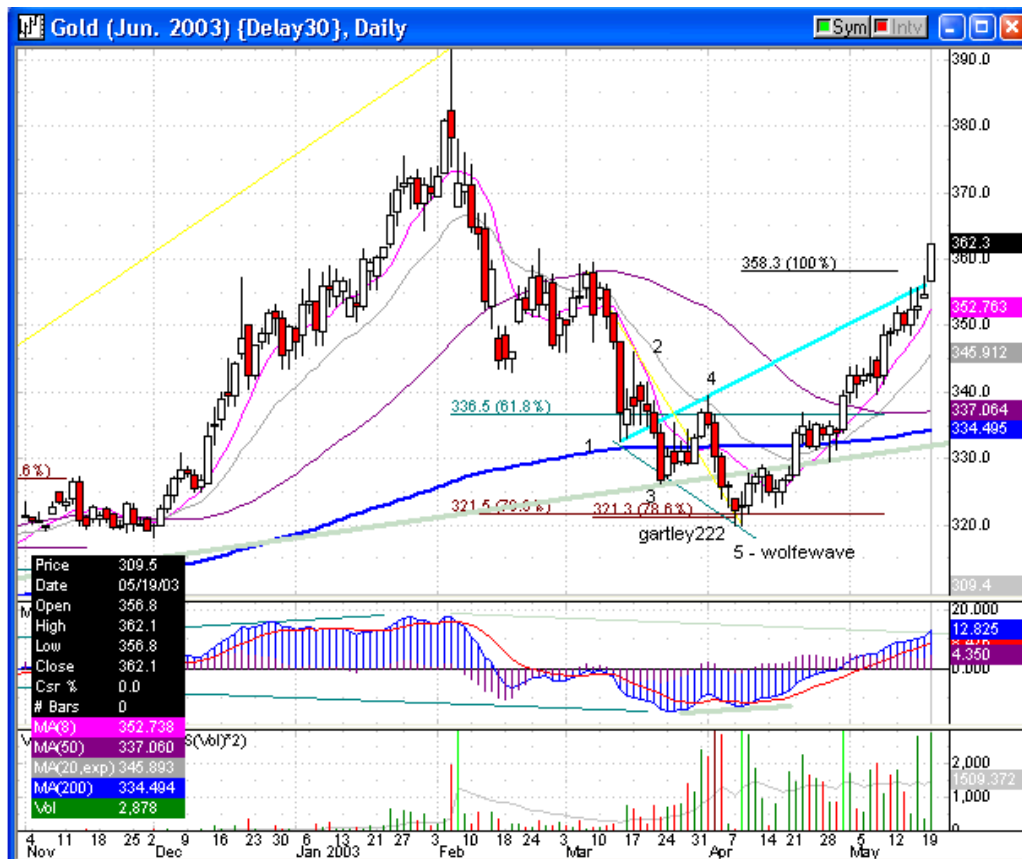 Gold (Jun. 2003) {Delay30}, Daily
Sym
Intv
390.0
380.0
370.0
362.3
360.0
358.3 (100%)
352.763
350.0
345.912
2
340.0
4
336.5 (61.8%)
337.064
334.495
1
330.0
.6%)
3
321.5 (78.6%)
321.3 (78.6%)
320.0
gartley222
5 - wolfewave
309.4
Price 309.5
Date 05/19/03
Open 356.8
High 362.1
Low 356.8
Close 362.1
Csr % 0.0
# Bars 0
MA(8) 352.738
MA(50) 337.060
MA(20,exp) 345.893
MA(200) 334.494
Vol 2,878
M
20.000
12.825
4.350
0.000
V
S(Vol)*2)
2,000
1509.372
1,000
0
4 11 18 25 2 9 16 23 30 6 13 21 27 3 10 18 24 3 10 17 24 31 7 14 21 28 5 12 19
Nov Dec Jan 2003 Feb Mar Apr May